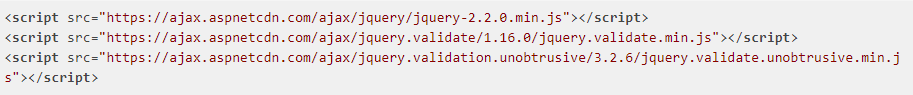 <script src="https://ajax.aspnetcdn.com/ajax/jquery/jquery-2.2.0.min.js"></script>
<script src="https://ajax.aspnetcdn.com/ajax/jquery.validate/1.16.0/jquery.validate.min.js"></script>
<script src="https://ajax.aspnetcdn.com/ajax/jquery.validation.unobtrusive/3.2.6/jquery.validate.unobtrusive.min.j
s"></script>